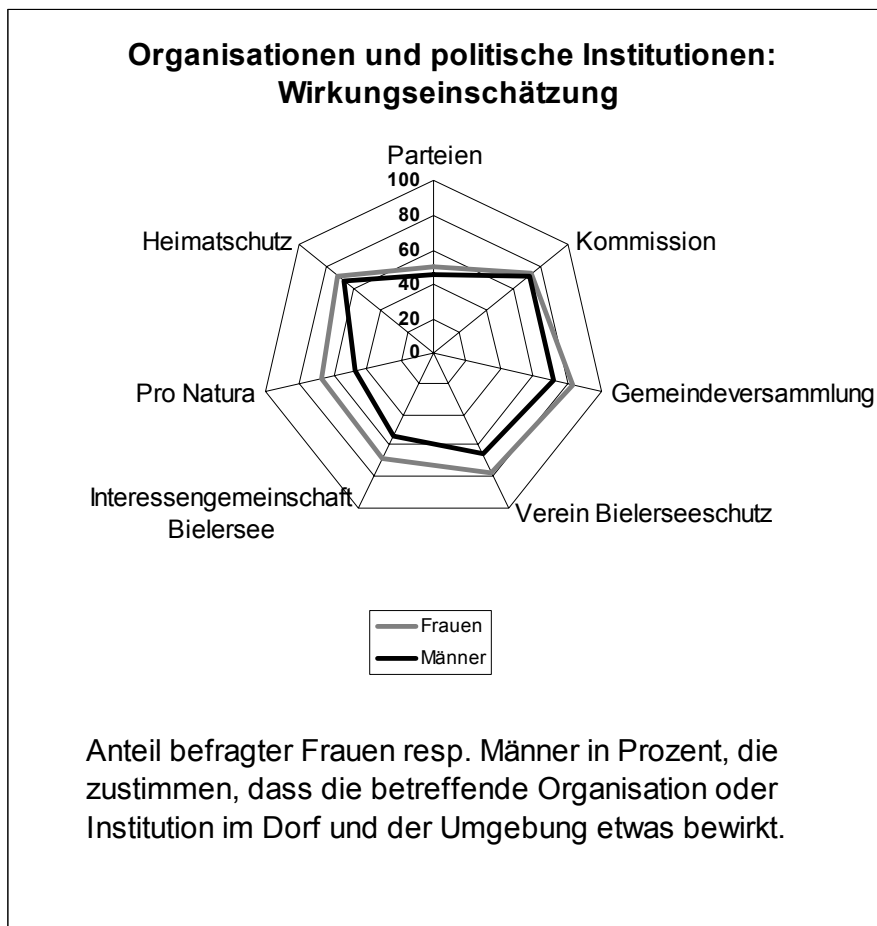 Organisationen und politische Institutionen:
Wirkungseinschätzung
Parteien
100
80
60
40
20
0
Heimatschutz
Kommission
Pro Natura
Gemeindeversammlung
Interessengemeinschaft
Bielersee
Verein Bielerseeschutz
Frauen
Männer
Anteil befragter Frauen resp. Männer in Prozent, die
zustimmen, dass die betreffende Organisation oder
Institution im Dorf und der Umgebung etwas bewirkt.